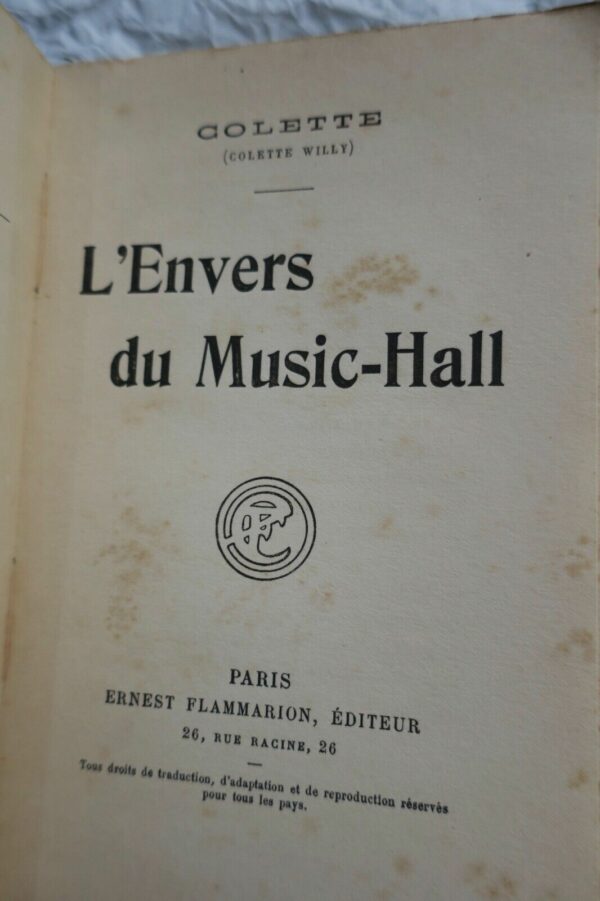 COLETTE
(COLETTE WILLY)
L'Envers
du Music-Hall
PARIS
ERNEST FLAMMARION, ÉDITEUR
26, RUE RACINE, 26
Tous droits de traduction, d'adaptation et de reproduction réservés
pour tous les pays.